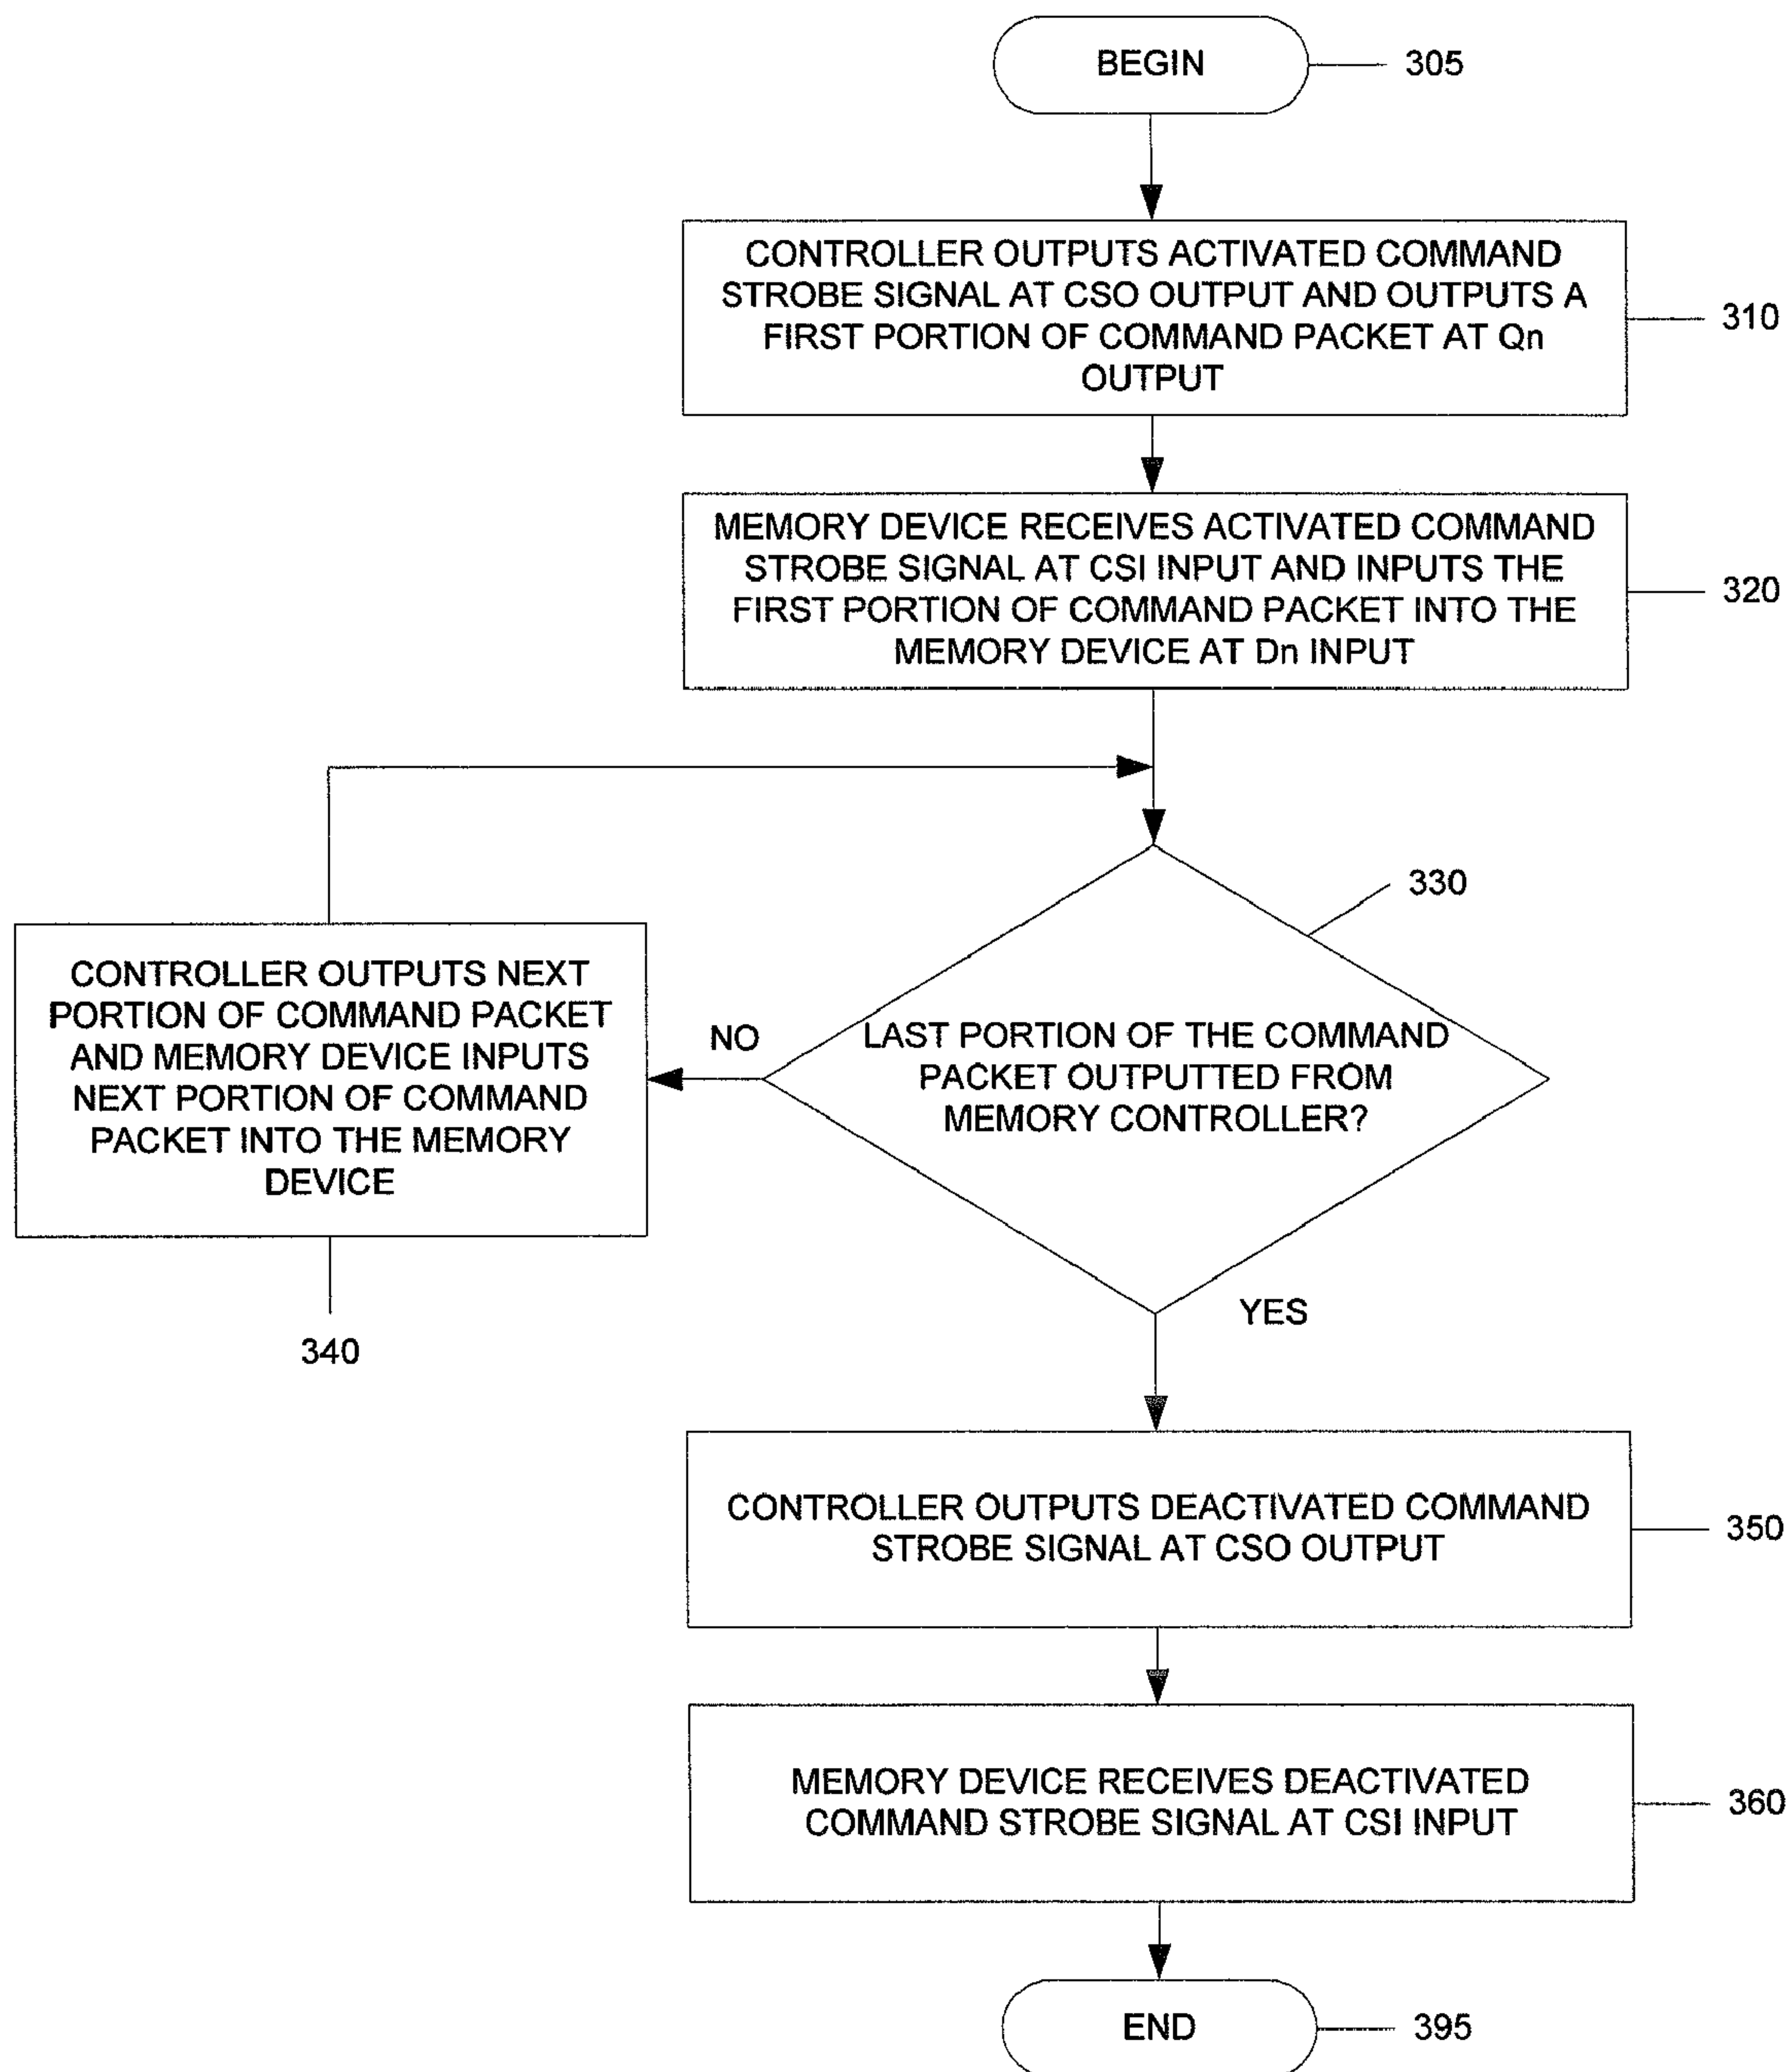 BEGIN
305
CONTROLLER OUTPUTS ACTIVATED COMMAND
STROBE SIGNAL AT CSO OUTPUT AND OUTPUTS A
FIRST PORTION OF COMMAND PACKET AT Qn
OUTPUT
310
MEMORY DEVICE RECEIVES ACTIVATED COMMAND
STROBE SIGNAL AT CSI INPUT AND INPUTS THE
FIRST PORTION OF COMMAND PACKET INTO THE
MEMORY DEVICE AT Dn INPUT
320
330
LAST PORTION OF THE COMMAND
PACKET OUTPUTTED FROM
MEMORY CONTROLLER?
NO
CONTROLLER OUTPUTS NEXT
PORTION OF COMMAND PACKET
AND MEMORY DEVICE INPUTS
NEXT PORTION OF COMMAND
PACKET INTO THE MEMORY
DEVICE
340
YES
CONTROLLER OUTPUTS DEACTIVATED COMMAND
STROBE SIGNAL AT CSO OUTPUT
350
MEMORY DEVICE RECEIVES DEACTIVATED
COMMAND STROBE SIGNAL AT CSI INPUT
360
END
395